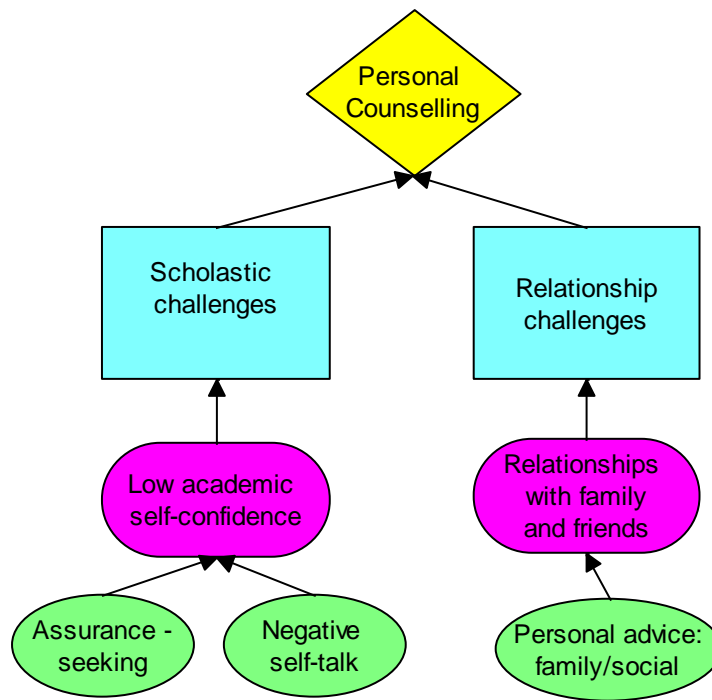 Personal
Counselling
Scholastic
challenges
Relationship
challenges
Low academic
self-confidence
Relationships
with family
and friends
Assurance -
seeking
Negative
self-talk
Personal advice:
family/social